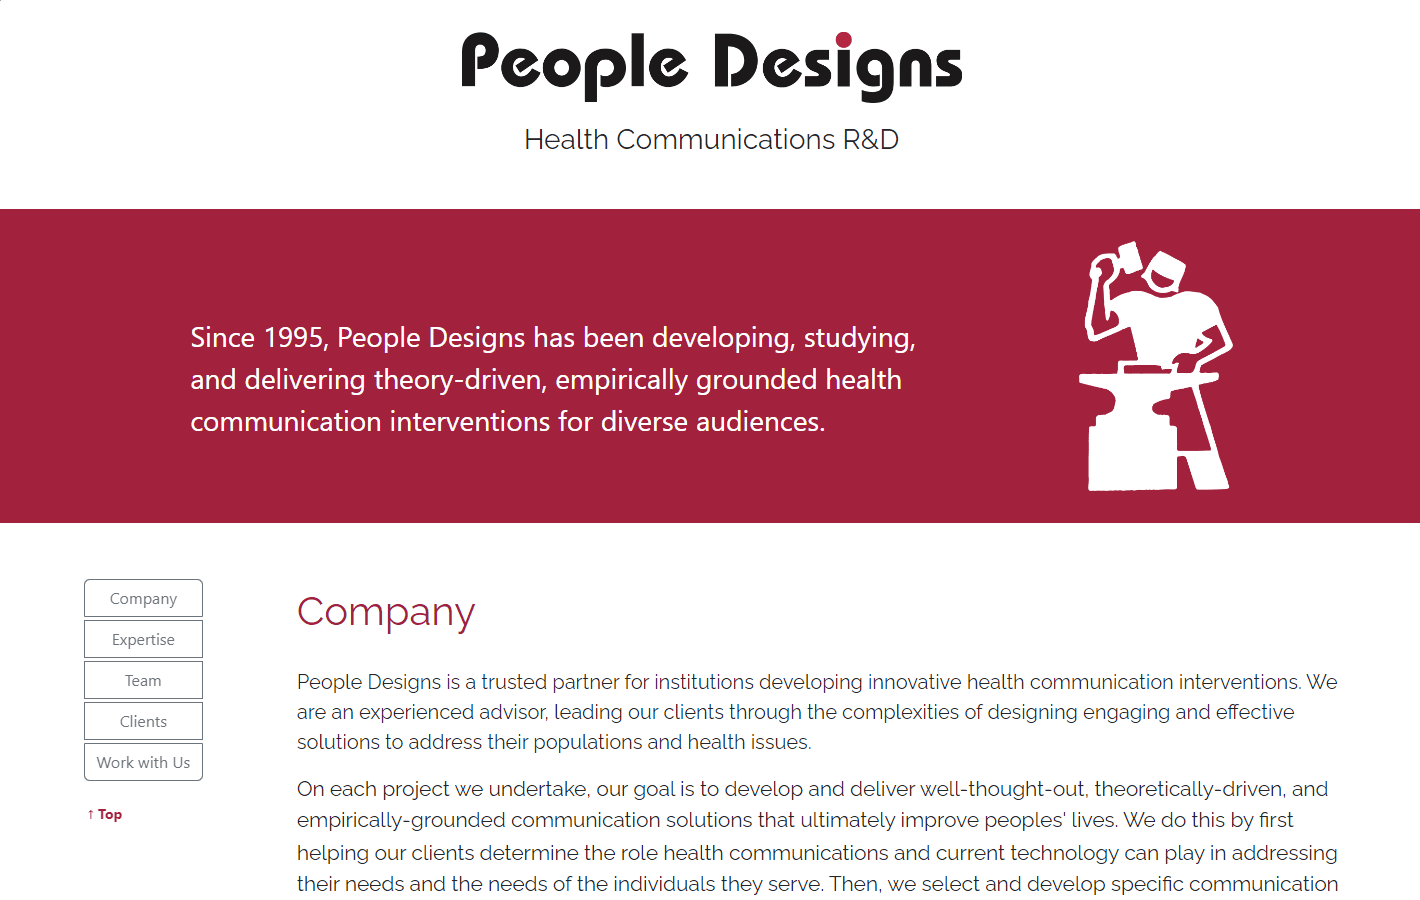 People Designs
Health Communications R&D
Since 1995, People Designs has been developing, studying,
and delivering theory-driven, empirically grounded health
communication interventions for diverse audiences.
Company
Expertise
Team
Clients
Work with Us
↑ Top
Company
People Designs is a trusted partner for institutions developing innovative health communication interventions. We
are an experienced advisor, leading our clients through the complexities of designing engaging and effective
solutions to address their populations and health issues.
On each project we undertake, our goal is to develop and deliver well-thought-out, theoretically-driven, and
empirically-grounded communication solutions that ultimately improve peoples' lives. We do this by first
helping our clients determine the role health communications and current technology can play in addressing
their needs and the needs of the individuals they serve. Then, we select and develop specific communication